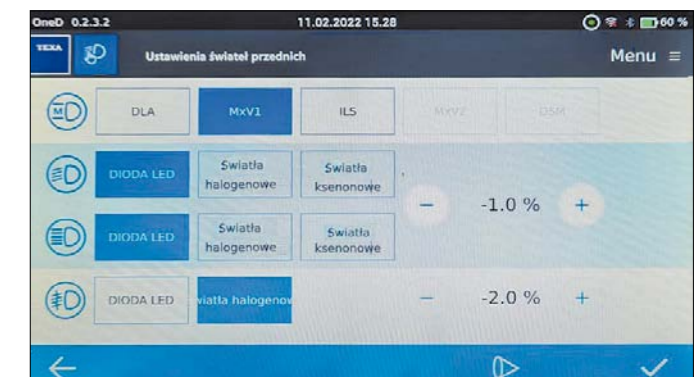 OneD 0.2.3.2 11.02.2022 15.28 60 %
TEXA Ustawienia świateł przednich Menu
M DLA MxV1 ILS MxV2 DSM
DIODA LED Światła halogenowe Światła ksenonowe
− -1.0 % +
DIODA LED Światła halogenowe Światła ksenonowe
DIODA LED wiatła halogenow − -2.0 % +